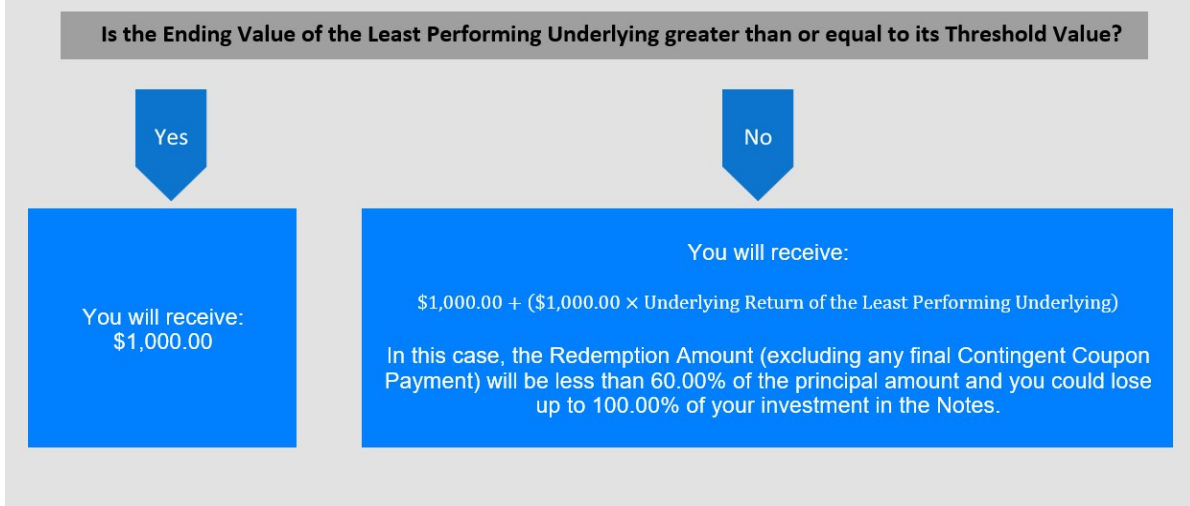 Is the Ending Value of the Least Performing Underlying greater than or equal to its Threshold Value?
Yes
No
You will receive:
$1,000.00
You will receive:
$1,000.00 + ($1,000.00 × Underlying Return of the Least Performing Underlying)
In this case, the Redemption Amount (excluding any final Contingent Coupon
Payment) will be less than 60.00% of the principal amount and you could lose
up to 100.00% of your investment in the Notes.